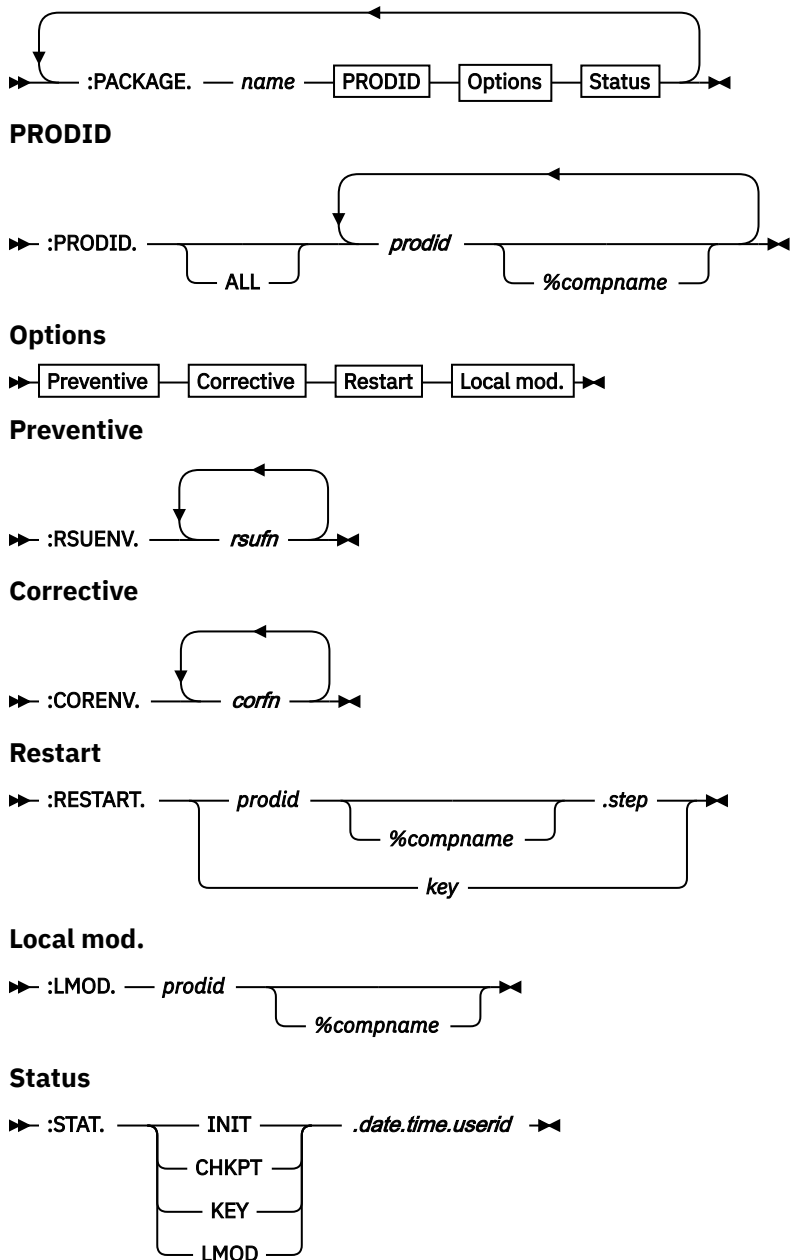 :PACKAGE. name PRODID Options Status
PRODID
:PRODID. ALL prodid %compname
Options
Preventive Corrective Restart Local mod.
Preventive
:RSUENV. rsufn
Corrective
:CORENV. corfn
Restart
:RESTART. prodid %compname .step
key
Local mod.
:LMOD. prodid %compname
Status
:STAT. INIT .date.time.userid
CHKPT
KEY
LMOD